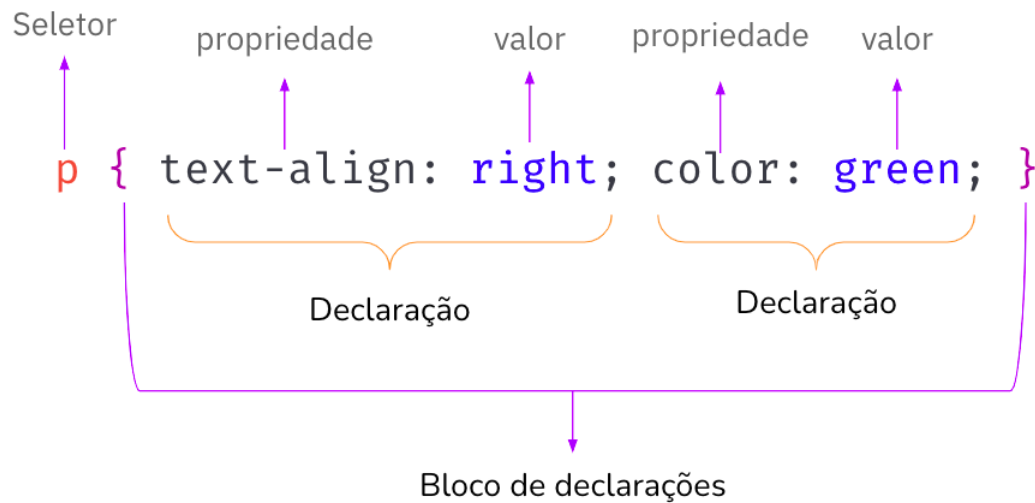 Seletor
propriedade valor propriedade valor
p { text-align: right; color: green; }
Declaração Declaração
Bloco de declarações